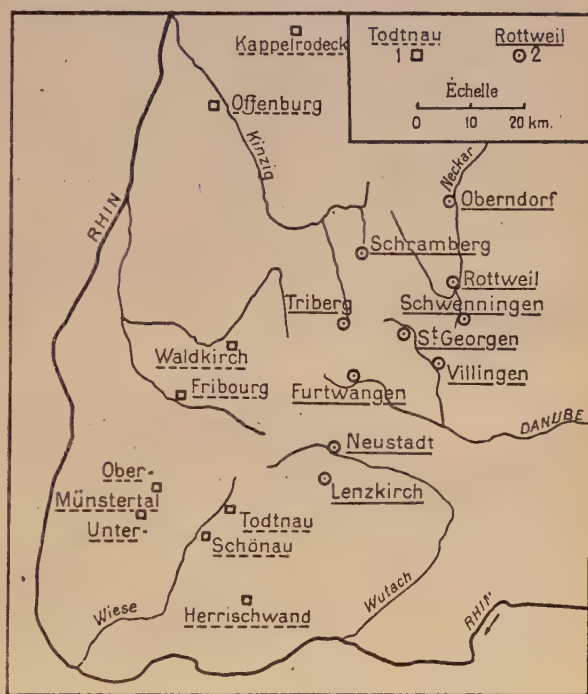 Todtnau
1
Rottweil
2
Échelle
0 10 20 km.
Kappelrodeck
Offenburg
Kinzig
Neckar
Oberndorf
RHIN
Schramberg
Rottweil
Schwenningen
Triberg
St Georgen
Waldkirch
Villingen
Fribourg
Furtwangen
DANUBE
Neustadt
Ober-
Münstertal
Unter-
Lenzkirch
Todtnau
Schönau
Wiese
Herrischwand
Wutach
RHIN